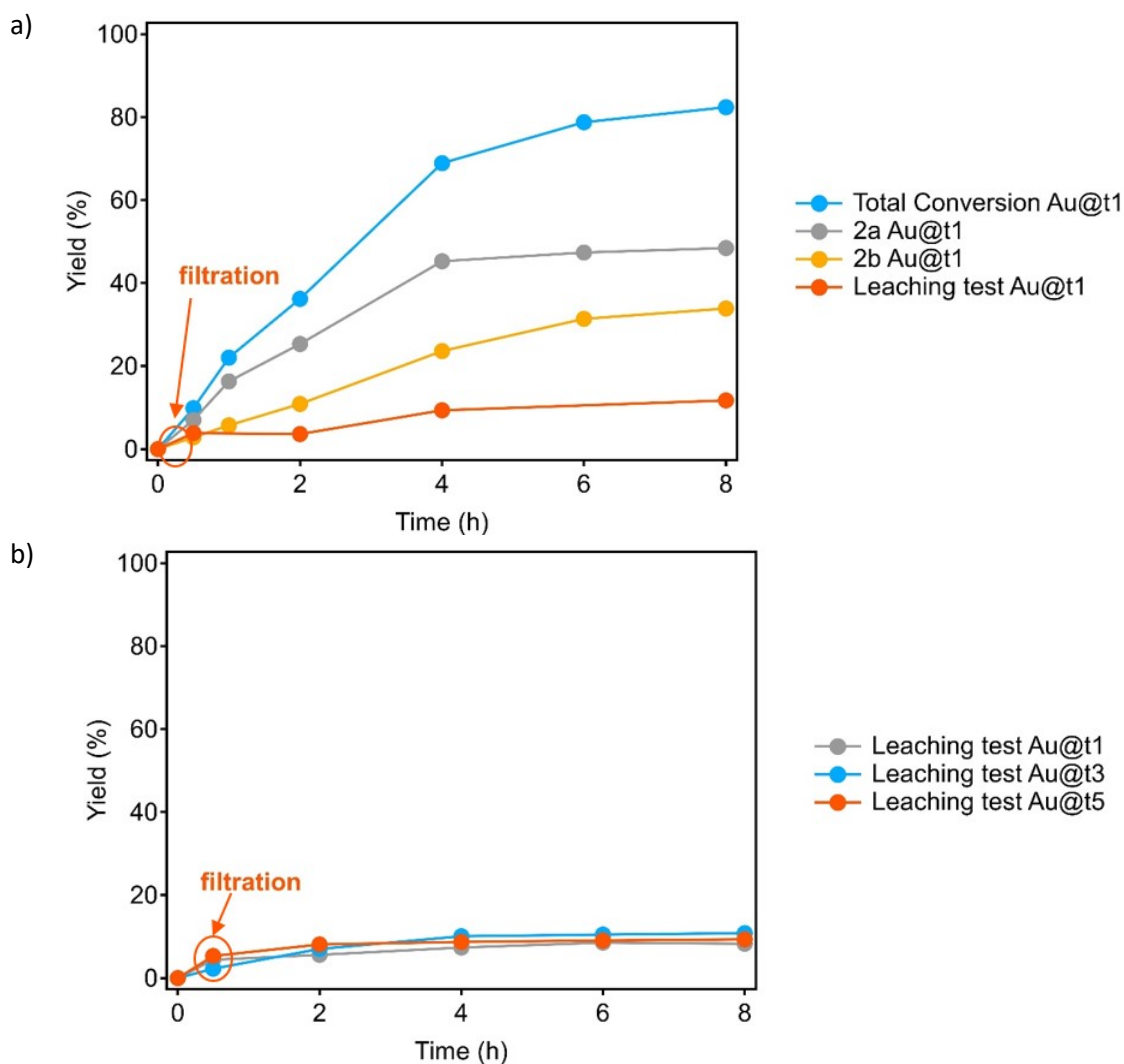 a)
100
80
60
40
20
0
Yield (%)
filtration
0 2 4 6 8
Time (h)
Total Conversion Au@t1
2a Au@t1
2b Au@t1
Leaching test Au@t1
b)
100
80
60
40
20
0
Yield (%)
filtration
0 2 4 6 8
Time (h)
Leaching test Au@t1
Leaching test Au@t3
Leaching test Au@t5